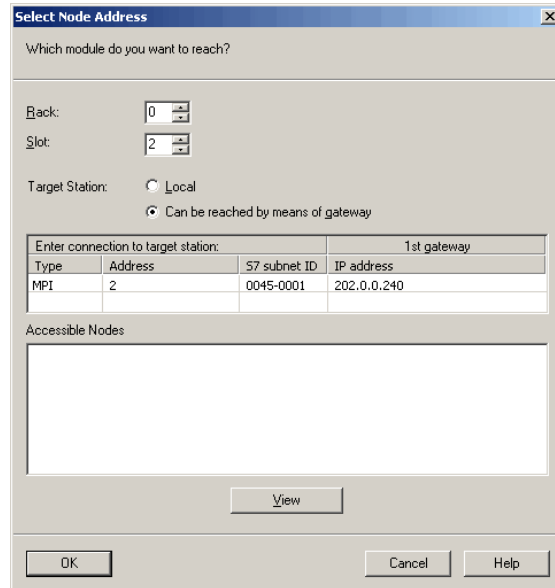 Select Node Address
Which module do you want to reach?
Rack: 0
Slot: 2
Target Station: Local
Can be reached by means of gateway
Enter connection to target station: 1st gateway
Type Address S7 subnet ID IP address
MPI 2 0045-0001 202.0.0.240
Accessible Nodes
View
OK Cancel Help